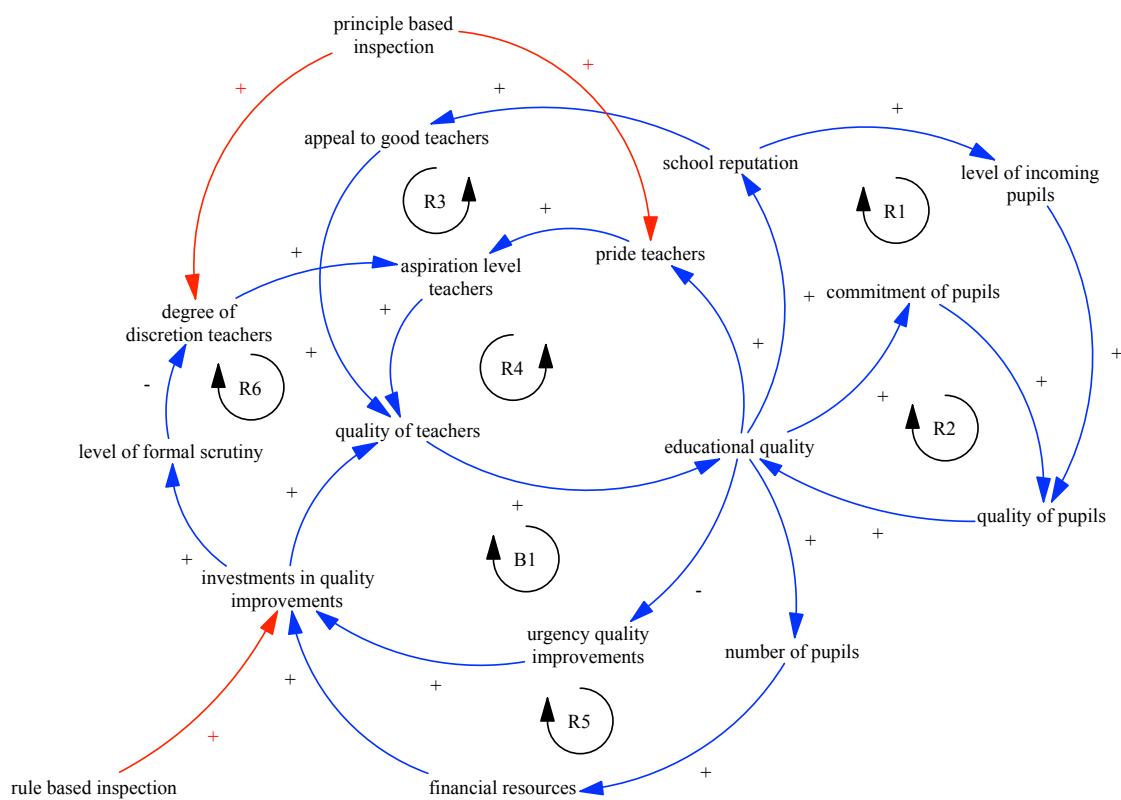 principle based
inspection
+
+
+
+
appeal to good teachers
school reputation
level of incoming
pupils
R3
R1
+
+
pride teachers
aspiration level
teachers
commitment of pupils
+
+
degree of
discretion teachers
+
+
+
R4
-
R6
+
+
quality of teachers
educational quality
R2
level of formal scrutiny
+
+
quality of pupils
+
+
+
B1
investments in quality
improvements
-
urgency quality
improvements
number of pupils
+
+
R5
+
+
rule based inspection
financial resources